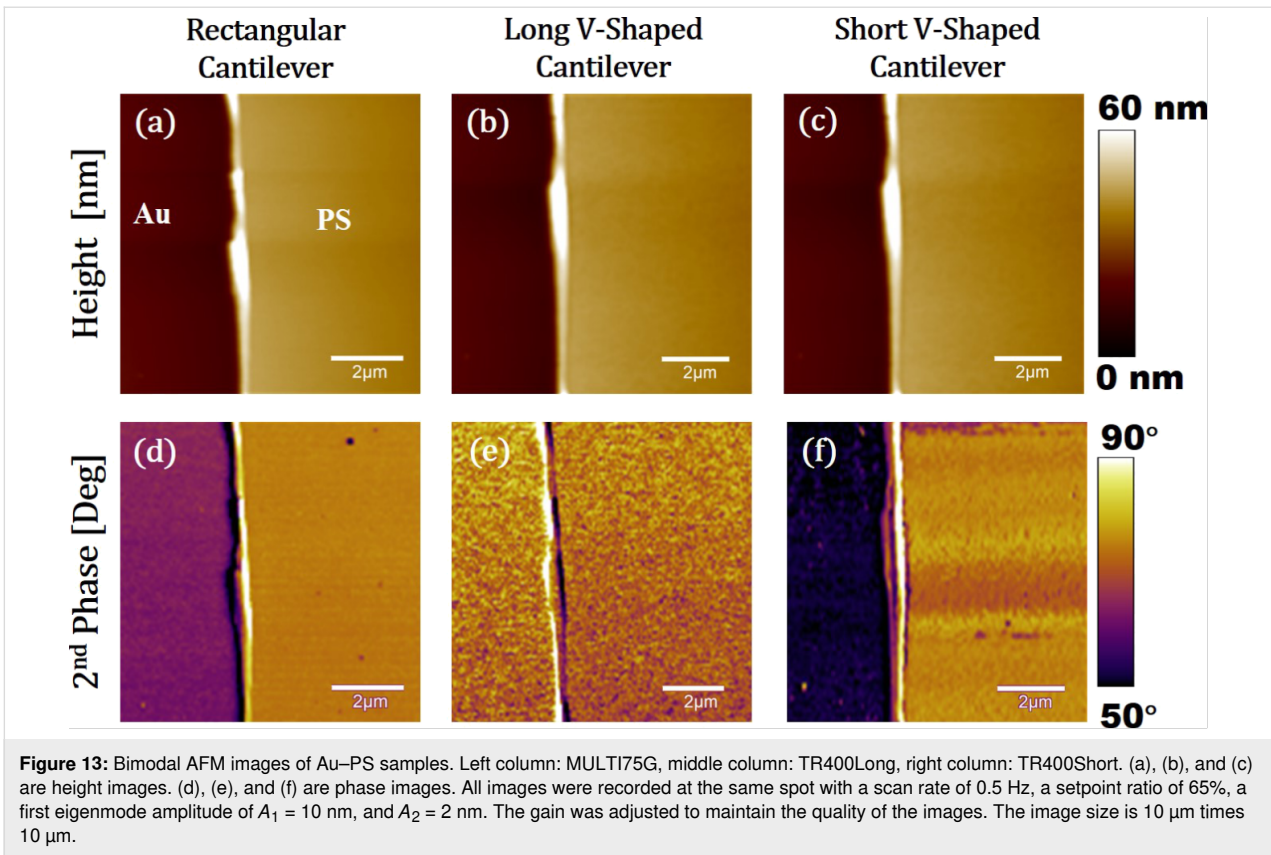 Rectangular
Cantilever
Long V-Shaped
Cantilever
Short V-Shaped
Cantilever
Height [nm]
(a)
Au
PS
2µm
(b)
2µm
(c)
2µm
60 nm
0 nm
2nd Phase [Deg]
(d)
2µm
(e)
2µm
(f)
2µm
90°
50°
Figure 13: Bimodal AFM images of Au–PS samples. Left column: MULTI75G, middle column: TR400Long, right column: TR400Short. (a), (b), and (c)
are height images. (d), (e), and (f) are phase images. All images were recorded at the same spot with a scan rate of 0.5 Hz, a setpoint ratio of 65%, a
first eigenmode amplitude of A1 = 10 nm, and A2 = 2 nm. The gain was adjusted to maintain the quality of the images. The image size is 10 µm times
10 µm.